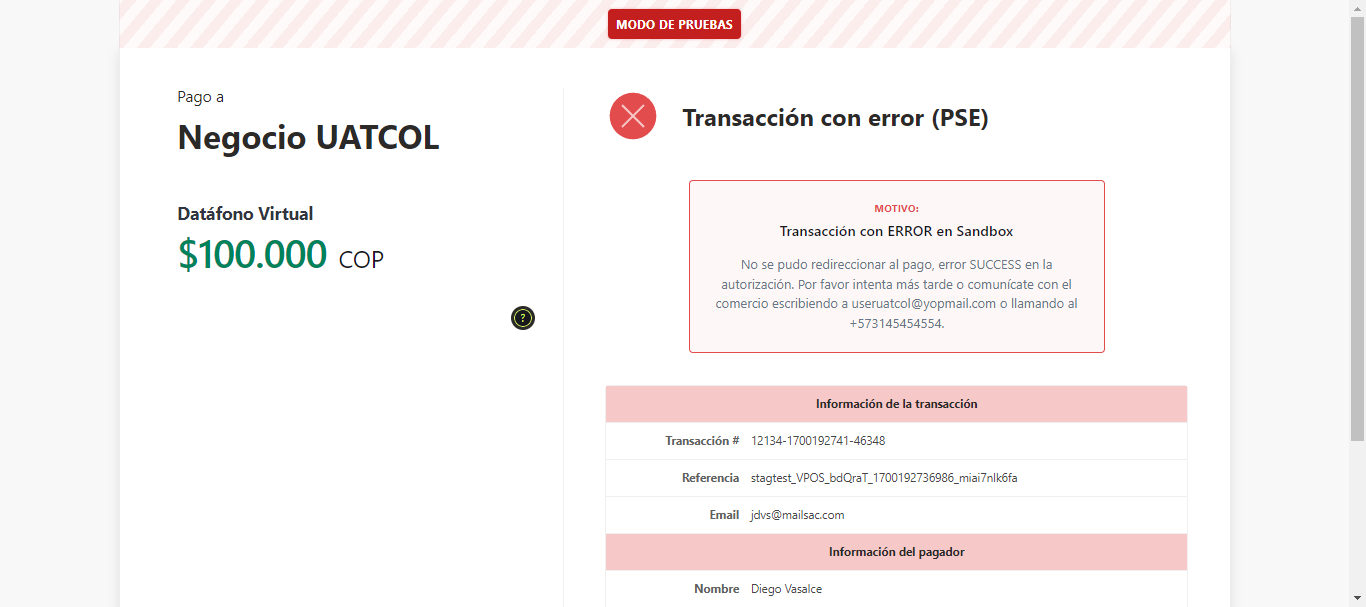 MODO DE PRUEBAS
Pago a
Negocio UATCOL
Datáfono Virtual
$100.000 COP
?
Transacción con error (PSE)
MOTIVO:
Transacción con ERROR en Sandbox
No se pudo redireccionar al pago, error SUCCESS en la
autorización. Por favor intenta más tarde o comunícate con el
comercio escribiendo a useruatcol@yopmail.com o llamando al
+573145454554.
Información de la transacción
Transacción # 12134-1700192741-46348
Referencia stagtest_VPOS_bdQraT_1700192736986_miai7nlk6fa
Email jdvs@mailsac.com
Información del pagador
Nombre Diego Vasalce